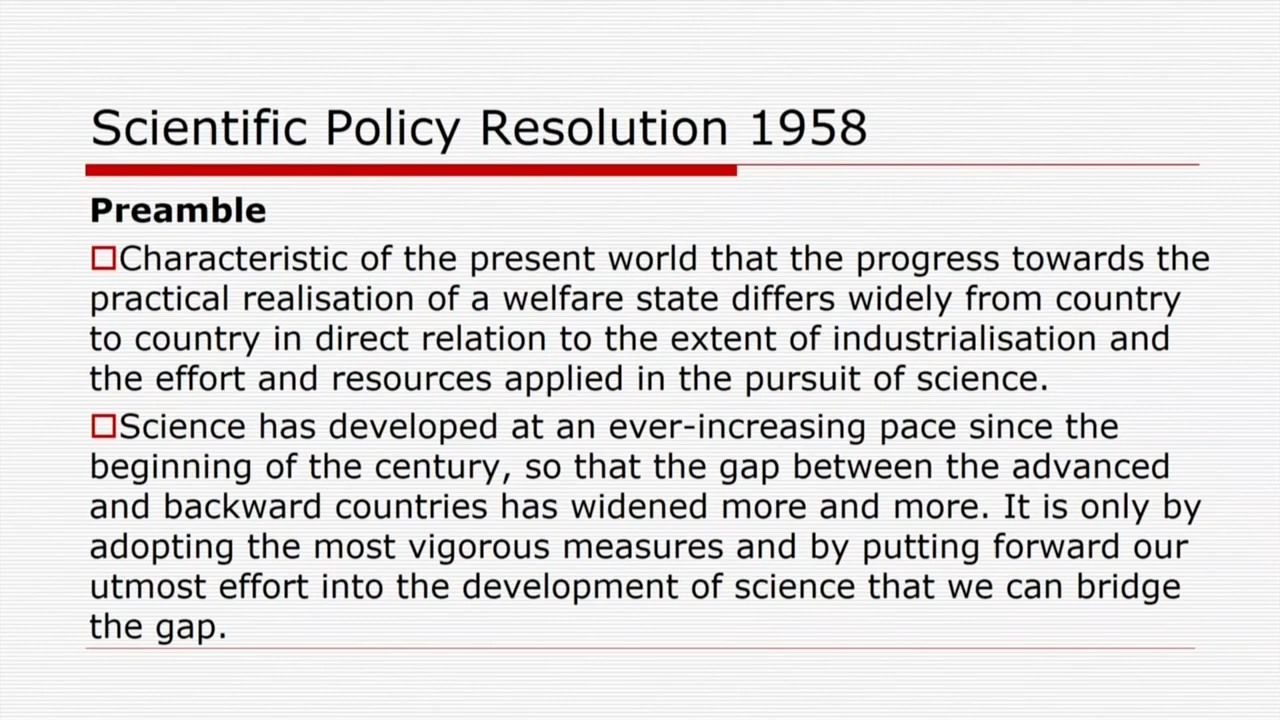 Scientific Policy Resolution 1958
Preamble
Characteristic of the present world that the progress towards the
practical realisation of a welfare state differs widely from country
to country in direct relation to the extent of industrialisation and
the effort and resources applied in the pursuit of science.
Science has developed at an ever-increasing pace since the
beginning of the century, so that the gap between the advanced
and backward countries has widened more and more. It is only by
adopting the most vigorous measures and by putting forward our
utmost effort into the development of science that we can bridge
the gap.